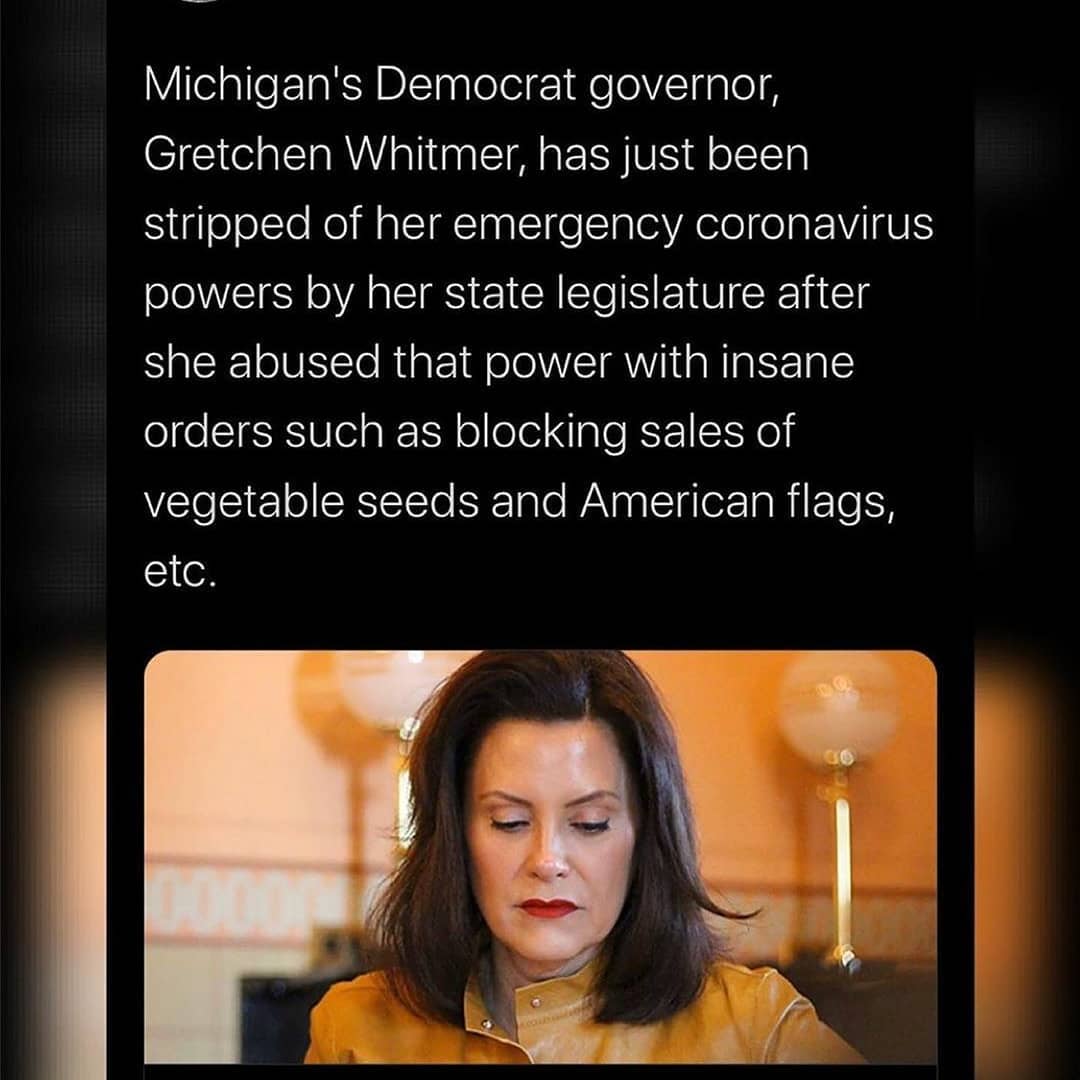 Michigan's Democrat governor,
Gretchen Whitmer, has just been
stripped of her emergency coronavirus
powers by her state legislature after
she abused that power with insane
orders such as blocking sales of
vegetable seeds and American flags,
etc.